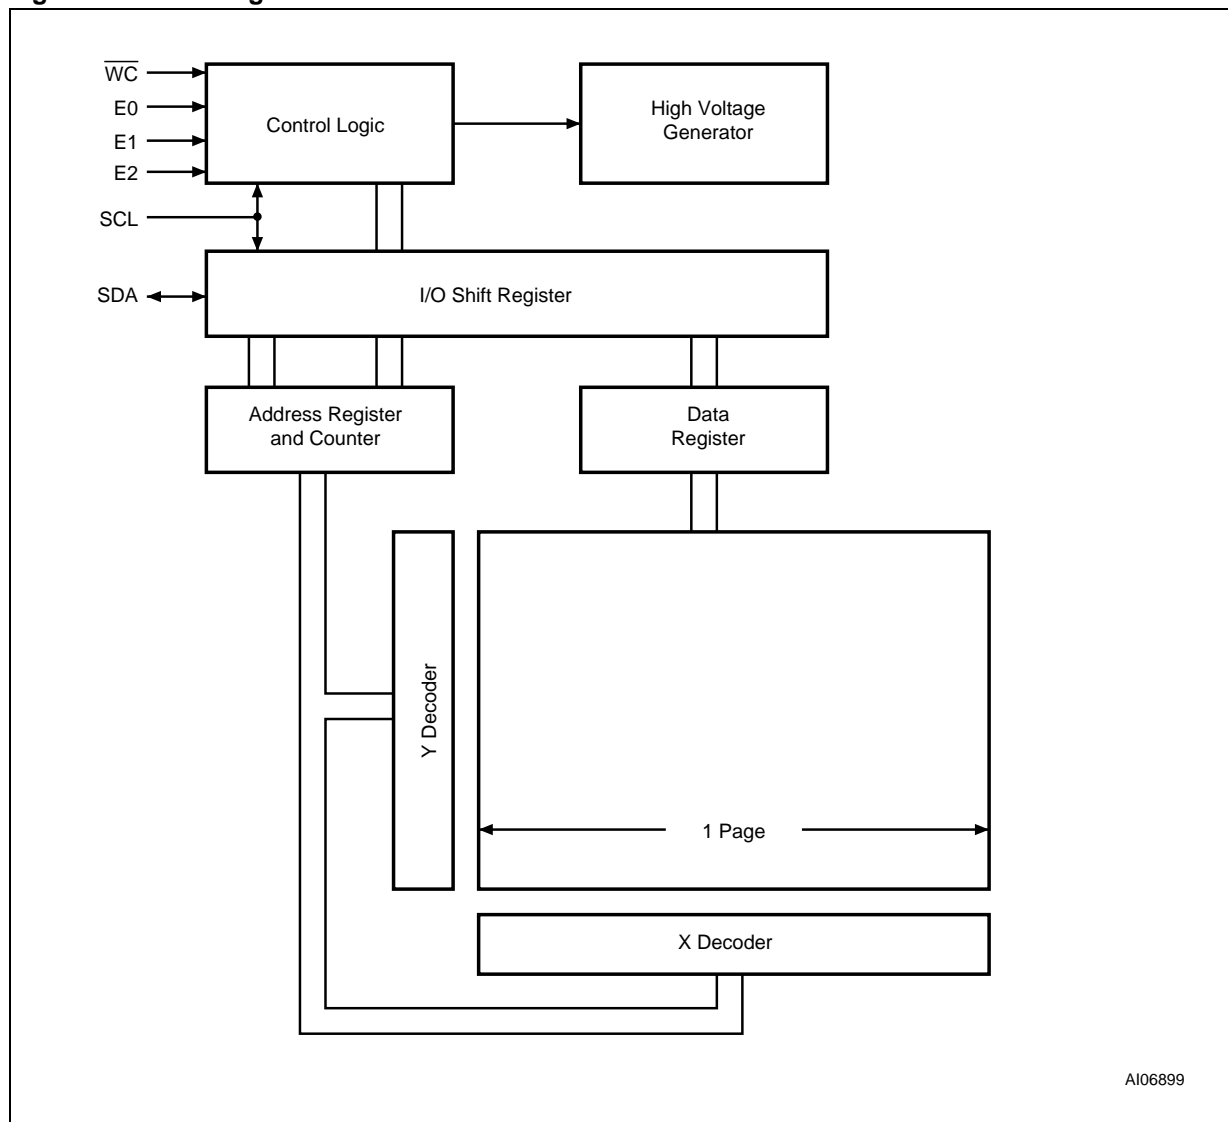 WC
E0
E1
E2
SCL
SDA
Control Logic
High Voltage
Generator
I/O Shift Register
Address Register
and Counter
Data
Register
Y Decoder
1 Page
X Decoder
AI06899